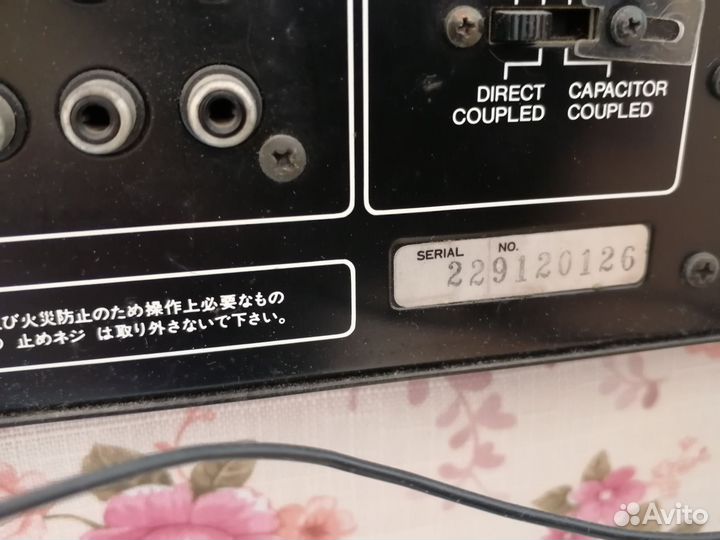 DIRECT COUPLED
CAPACITOR COUPLED
SERIAL NO.
229120126
び火災防止のため操作上必要なもの
止めネジ は取り外さないで下さい。
Avito